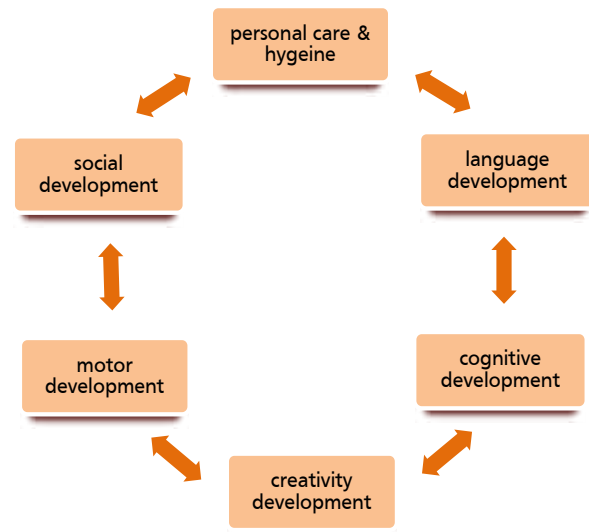 personal care &
hygeine
language
development
cognitive
development
creativity
development
motor
development
social
development